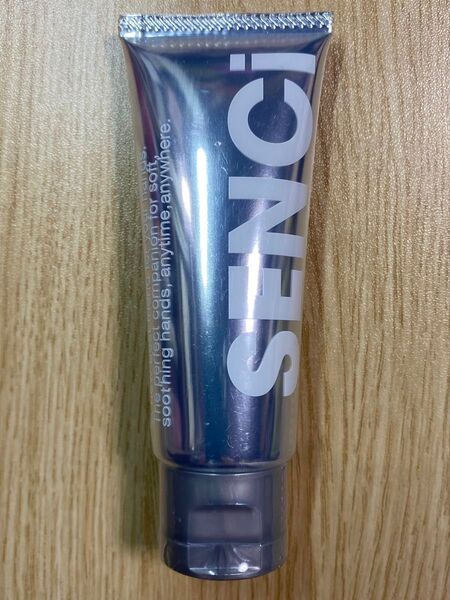 SENCi
The perfect companion for soft,
soothing hands, anytime, anywhere.